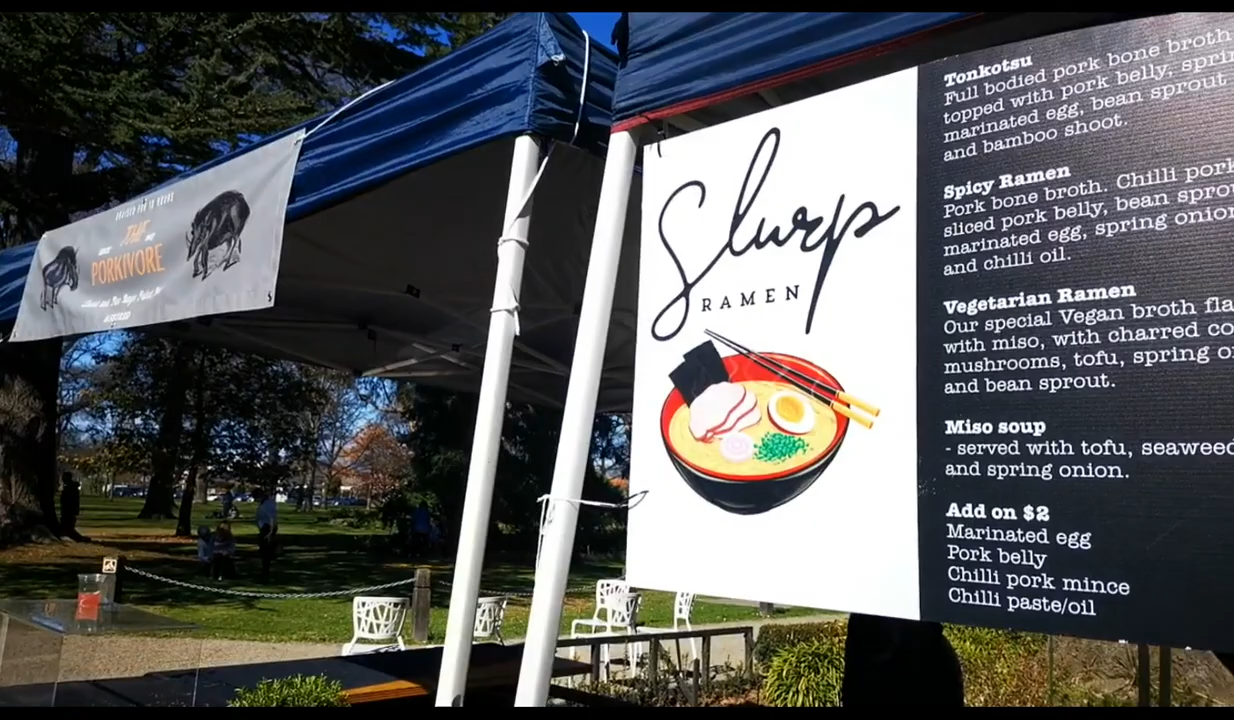 THE
PORKIVORE
Slurp
RAMEN
Tonkotsu
Full bodied pork bone broth
topped with pork belly,
marinated egg, bean sprout
and bamboo shoot.
Spicy Ramen
Pork bone broth. Chilli
sliced pork belly, bean
marinated egg, spring
and chilli oil.
Vegetarian Ramen
Our special Vegan broth
with miso, with charred
mushrooms, tofu, spring
and bean sprout.
Miso soup
- served with tofu, seaweed
and spring onion.
Add on $2
Marinated egg
Pork belly
Chilli pork mince
Chilli paste/oil